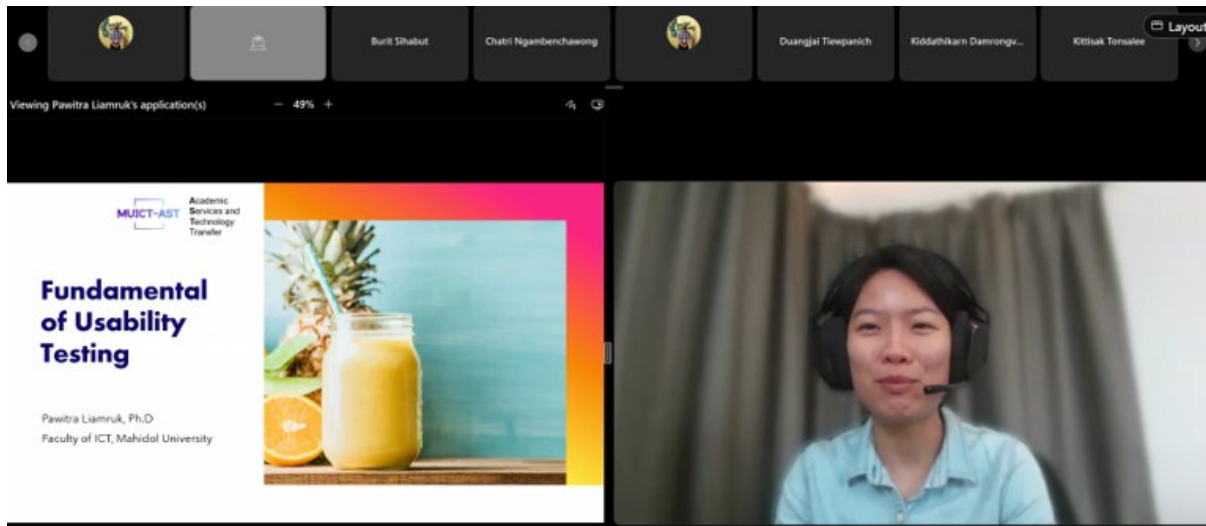 Burit Sihabut
Chatri Ngambenchawong
Duangjai Tiewpanich
Kiddathikarn Damrongv...
Kittisak Tonsalee
Layout
Viewing Pawitra Liamruk's application(s)
− 49% +
MUICT-AST
Academic
Services and
Technology
Transfer
Fundamental
of Usability
Testing
Pawitra Liamruk, Ph.D
Faculty of ICT, Mahidol University